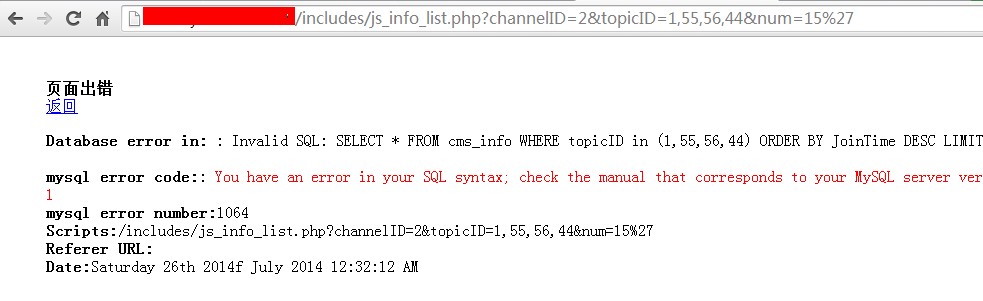 /includes/js_info_list.php?channelID=2&topicID=1,55,56,44&num=15%27
页面出错
返回
Database error in: : Invalid SQL: SELECT * FROM cms_info WHERE topicID in (1,55,56,44) ORDER BY JoinTime DESC LIMIT
mysql error code:: You have an error in your SQL syntax; check the manual that corresponds to your MySQL server ver
1
mysql error number:1064
Scripts:/includes/js_info_list.php?channelID=2&topicID=1,55,56,44&num=15%27
Referer URL:
Date:Saturday 26th 2014f July 2014 12:32:12 AM